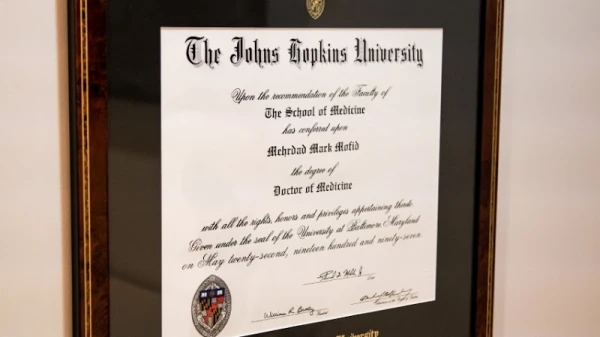 The Johns Hopkins University
Upon the recommendation of the Faculty of
The School of Medicine
has conferred upon
Mehrdad Mark Mofid
the degree of
Doctor of Medicine
with all the rights, honors and privileges appertaining thereto
Given under the seal of the University at Baltimore, Maryland
on May twenty-second, nineteen hundred and ninety-seven
University